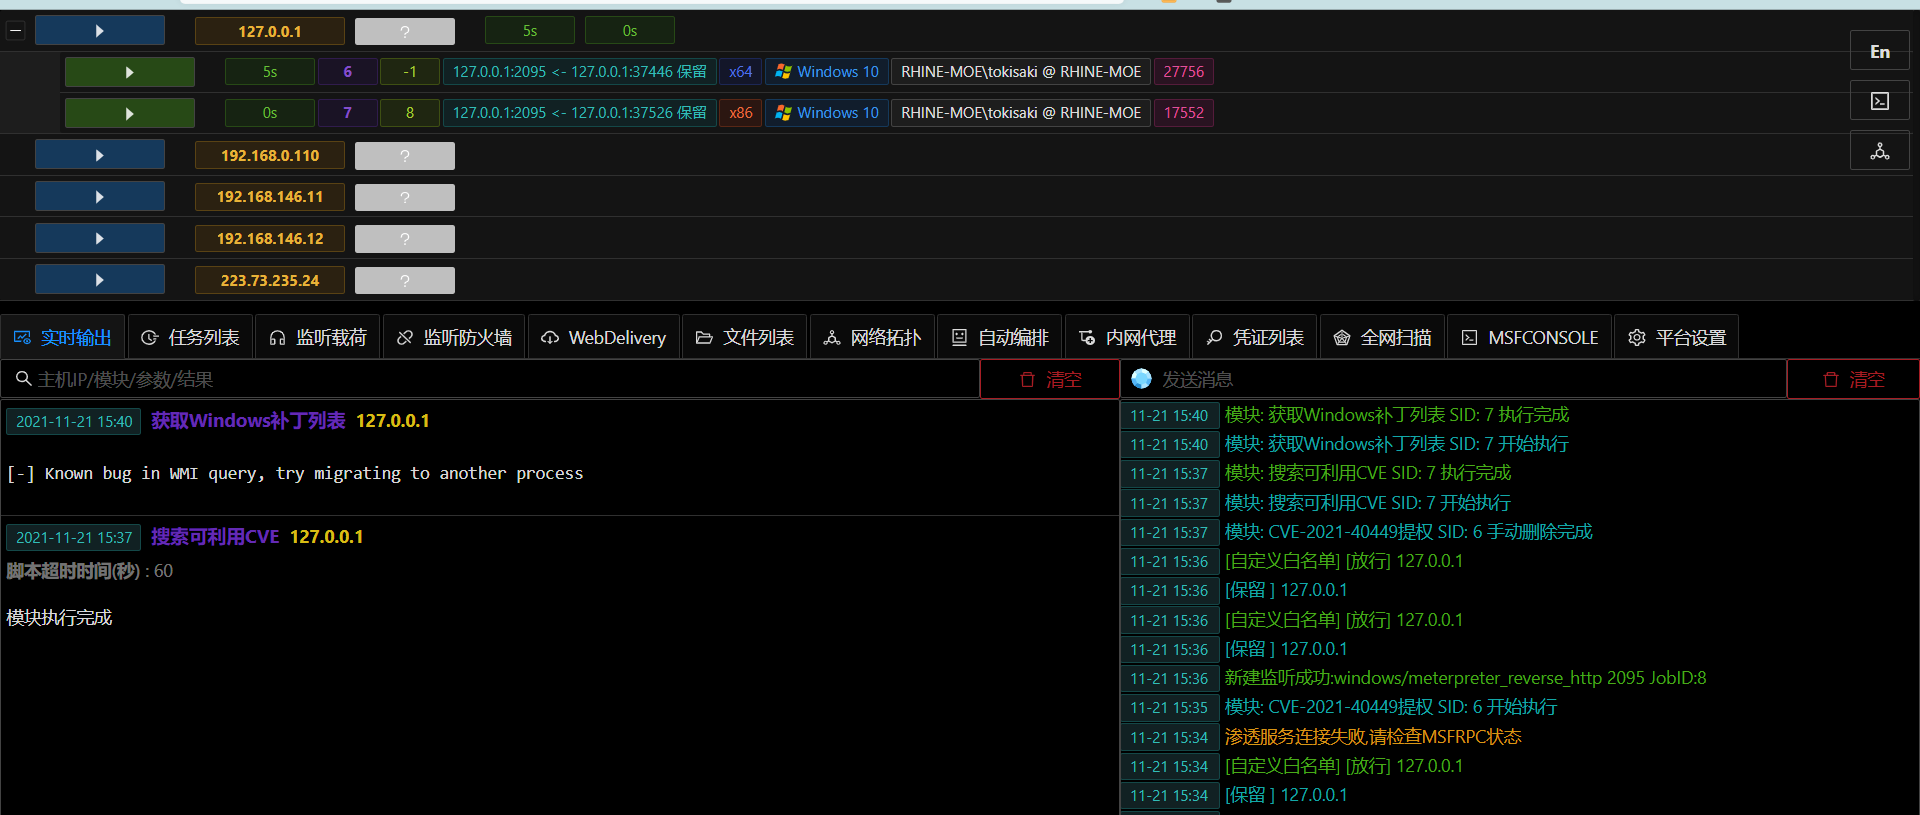 127.0.0.1 ? 5s 0s
En
5s 6 -1 127.0.0.1:2095 <- 127.0.0.1:37446 保留 x64 Windows 10 RHINE-MOE\tokisaki @ RHINE-MOE 27756
0s 7 8 127.0.0.1:2095 <- 127.0.0.1:37526 保留 x86 Windows 10 RHINE-MOE\tokisaki @ RHINE-MOE 17552
192.168.0.110 ?
192.168.146.11 ?
192.168.146.12 ?
223.73.235.24 ?
实时输出 任务列表 监听载荷 监听防火墙 WebDelivery 文件列表 网络拓扑 自动编排 内网代理 凭证列表 全网扫描 MSFCONSOLE 平台设置
主机IP/模块/参数/结果 清空
2021-11-21 15:40 获取Windows补丁列表 127.0.0.1
[-] Known bug in WMI query, try migrating to another process
2021-11-21 15:37 搜索可利用CVE 127.0.0.1
脚本超时时间(秒) : 60
模块执行完成
发送消息 清空
11-21 15:40 模块: 获取Windows补丁列表 SID: 7 执行完成
11-21 15:40 模块: 获取Windows补丁列表 SID: 7 开始执行
11-21 15:37 模块: 搜索可利用CVE SID: 7 执行完成
11-21 15:37 模块: 搜索可利用CVE SID: 7 开始执行
11-21 15:37 模块: CVE-2021-40449提权 SID: 6 手动删除完成
11-21 15:36 [自定义白名单] [放行] 127.0.0.1
11-21 15:36 [保留 ] 127.0.0.1
11-21 15:36 [自定义白名单] [放行] 127.0.0.1
11-21 15:36 [保留 ] 127.0.0.1
11-21 15:36 新建监听成功:windows/meterpreter_reverse_http 2095 JobID:8
11-21 15:35 模块: CVE-2021-40449提权 SID: 6 开始执行
11-21 15:34 渗透服务连接失败,请检查MSFRPC状态
11-21 15:34 [自定义白名单] [放行] 127.0.0.1
11-21 15:34 [保留 ] 127.0.0.1